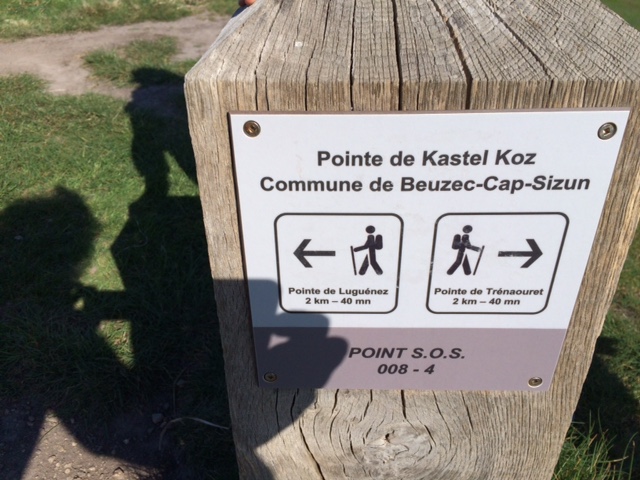 Pointe de Kastel Koz
Commune de Beuzec-Cap-Sizun
Pointe de Luguénez
2 km – 40 mn
Pointe de Trénaouret
2 km – 40 mn
POINT S.O.S.
008 - 4